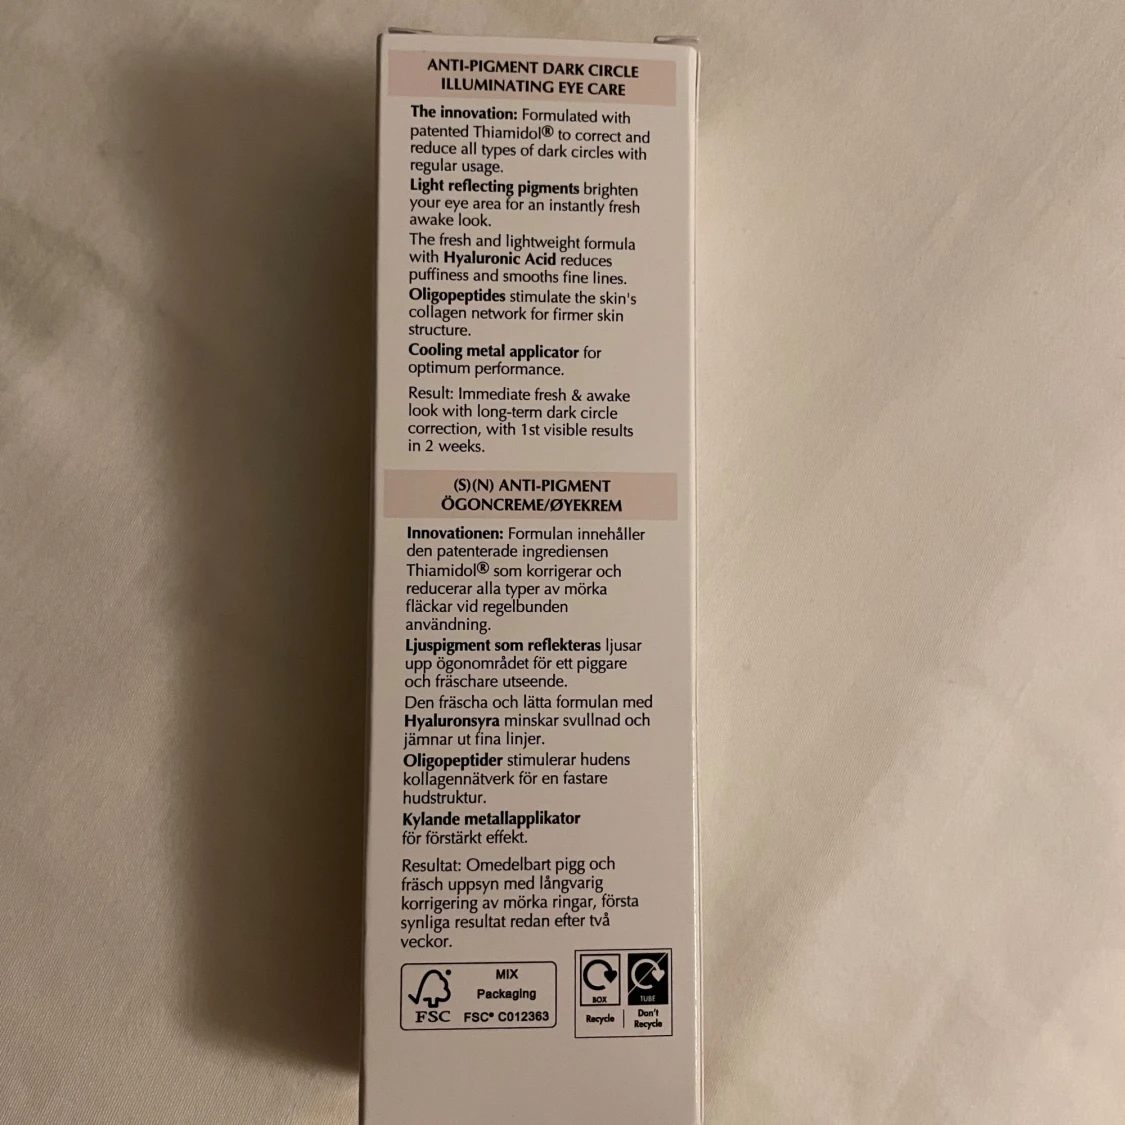 ANTI-PIGMENT DARK CIRCLE
ILLUMINATING EYE CARE
The innovation: Formulated with
patented Thiamidol® to correct and
reduce all types of dark circles with
regular usage.
Light reflecting pigments brighten
your eye area for an instantly fresh
awake look.
The fresh and lightweight formula
with Hyaluronic Acid reduces
puffiness and smooths fine lines.
Oligopeptides stimulate the skin's
collagen network for firmer skin
structure.
Cooling metal applicator for
optimum performance.
Result: Immediate fresh & awake
look with long-term dark circle
correction, with 1st visible results
in 2 weeks.
(S)(N) ANTI-PIGMENT
ÖGONCREME/ØYEKREM
Innovationen: Formulan innehåller
den patenterade ingrediensen
Thiamidol® som korrigerar och
reducerar alla typer av mörka
fläckar vid regelbunden
användning.
Ljuspigment som reflekteras ljusar
upp ögonområdet för ett piggare
och fräschare utseende.
Den fräscha och lätta formulan med
Hyaluronsyra minskar svullnad och
jämnar ut fina linjer.
Oligopeptider stimulerar hudens
kollagennätverk för en fastare
hudstruktur.
Kylande metallapplikator
för förstärkt effekt.
Resultat: Omedelbart pigg och
fräsch uppsyn med långvarig
korrigering av mörka ringar, första
synliga resultat redan efter två
veckor.
MIX
Packaging
FSC FSC® C012363
BOX TUBE
Recycle Don't
Recycle